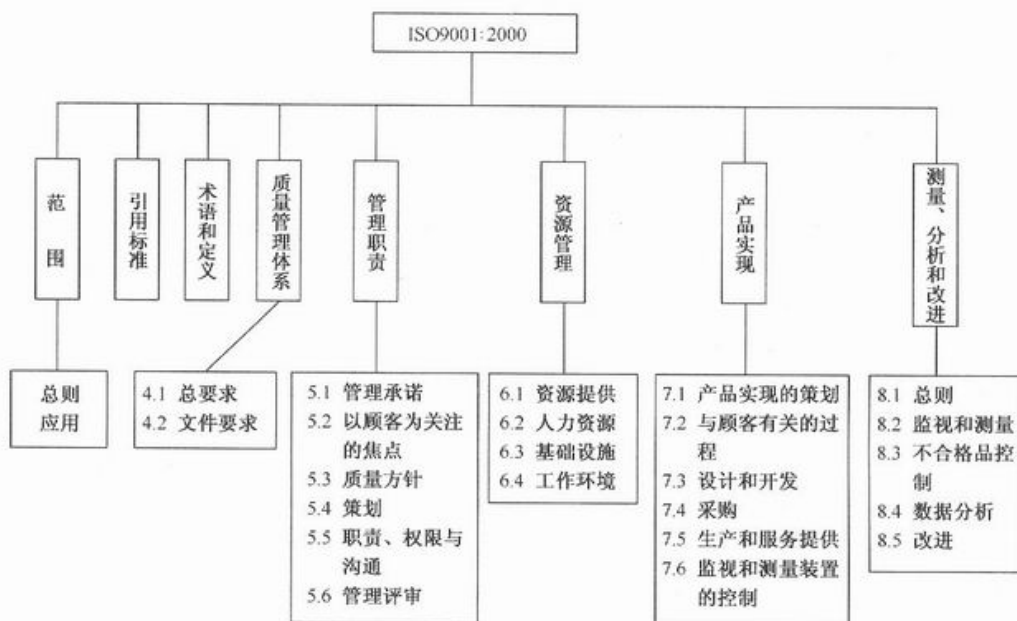 ISO9001:2000
范围
引用标准
术语和定义
质量管理体系
管理职责
资源管理
产品实现
测量、分析和改进
总则
应用
4.1 总要求
4.2 文件要求
5.1 管理承诺
5.2 以顾客为关注
的焦点
5.3 质量方针
5.4 策划
5.5 职责、权限与
沟通
5.6 管理评审
6.1 资源提供
6.2 人力资源
6.3 基础设施
6.4 工作环境
7.1 产品实现的策划
7.2 与顾客有关的过
程
7.3 设计和开发
7.4 采购
7.5 生产和服务提供
7.6 监视和测量装置
的控制
8.1 总则
8.2 监视和测量
8.3 不合格品控
制
8.4 数据分析
8.5 改进